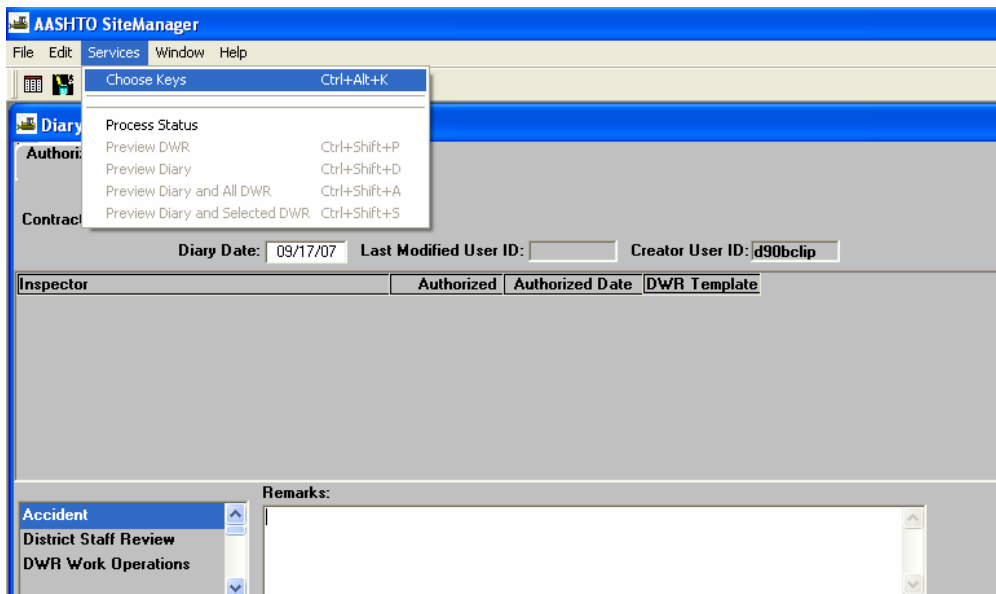 AASHTO SiteManager
File Edit Services Window Help
Choose Keys Ctrl+Alt+K
Diary
Process Status
Authoriz
Preview DWR Ctrl+Shift+P
Preview Diary Ctrl+Shift+D
Preview Diary and All DWR Ctrl+Shift+A
Contract
Preview Diary and Selected DWR Ctrl+Shift+S
Diary Date: 09/17/07 Last Modified User ID: Creator User ID: d90bclip
Inspector Authorized Authorized Date DWR Template
Remarks:
Accident
District Staff Review
DWR Work Operations